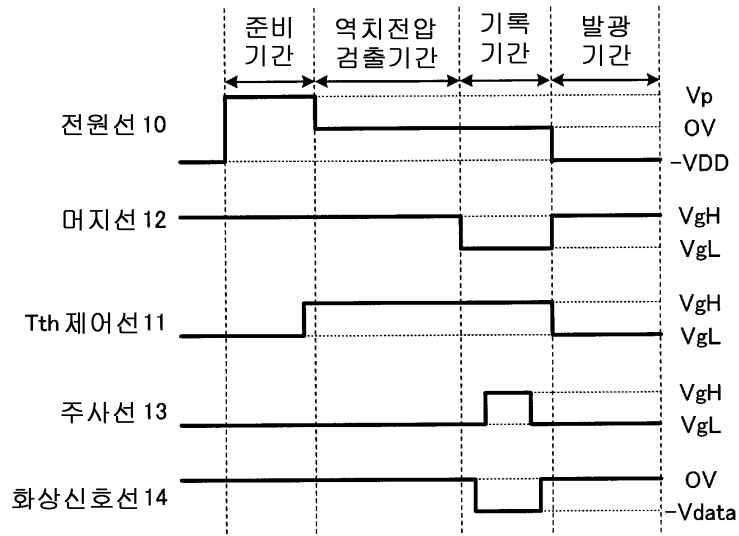 준비
기간
역치전압
검출기간
기록
기간
발광
기간
전원선 10
Vp
OV
-VDD
머지선 12
VgH
VgL
Tth 제어선 11
VgH
VgL
주사선 13
VgH
VgL
화상신호선 14
OV
-Vdata